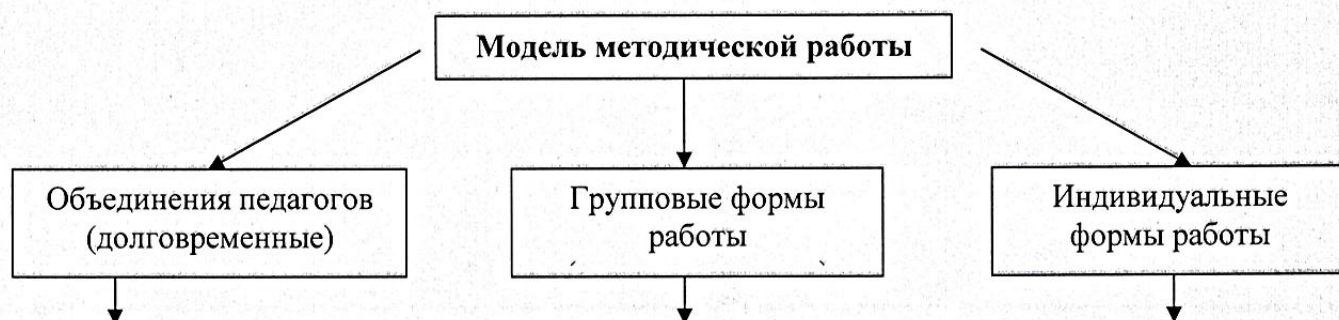 Модель методической работы
Объединения педагогов
(долговременные)
Групповые формы
работы
Индивидуальные
формы работы